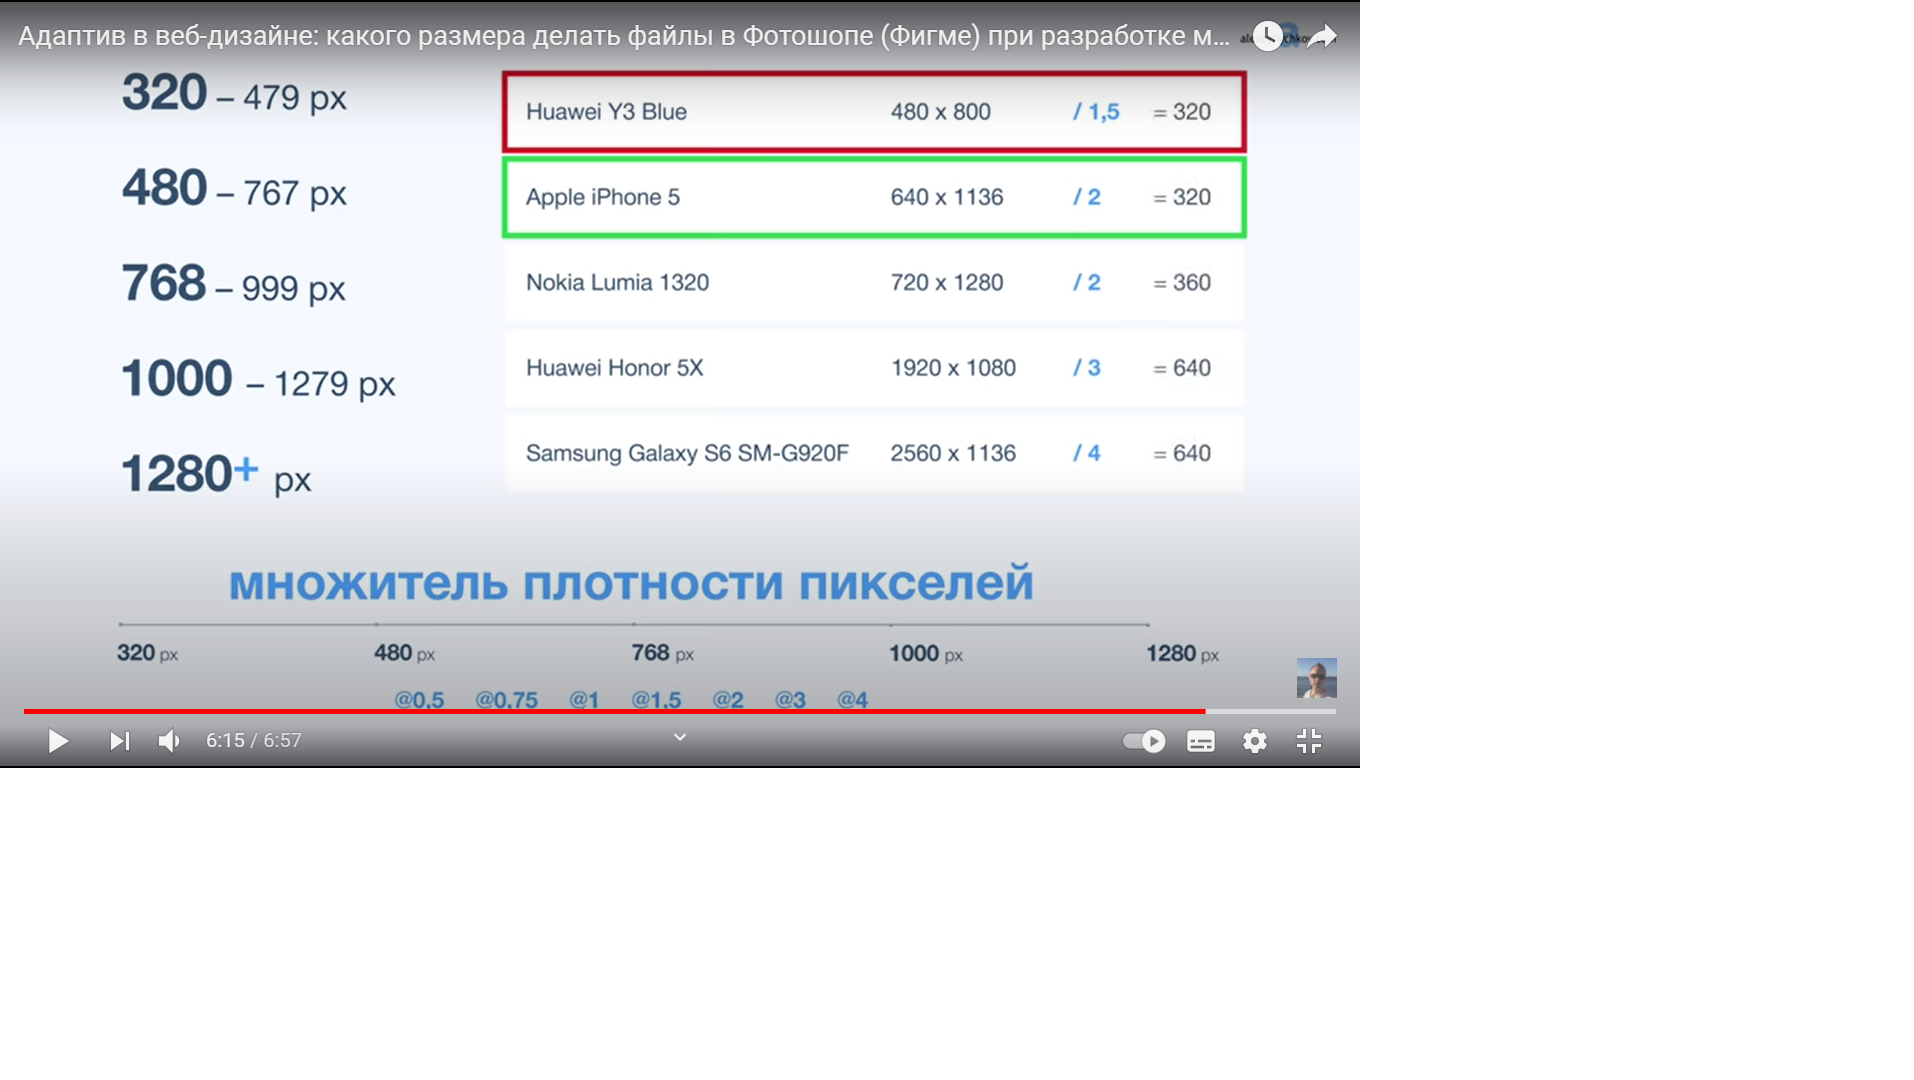 Адаптив в веб-дизайне: какого размера делать файлы в Фотошопе (Фигме) при разработке м...
320 – 479 px
480 – 767 px
768 – 999 px
1000 – 1279 px
1280+ px
Huawei Y3 Blue 480 x 800 / 1,5 = 320
Apple iPhone 5 640 x 1136 / 2 = 320
Nokia Lumia 1320 720 x 1280 / 2 = 360
Huawei Honor 5X 1920 x 1080 / 3 = 640
Samsung Galaxy S6 SM-G920F 2560 x 1136 / 4 = 640
множитель плотности пикселей
320 px 480 px 768 px 1000 px 1280 px
@0,5 @0,75 @1 @1,5 @2 @3 @4
6:15 / 6:57